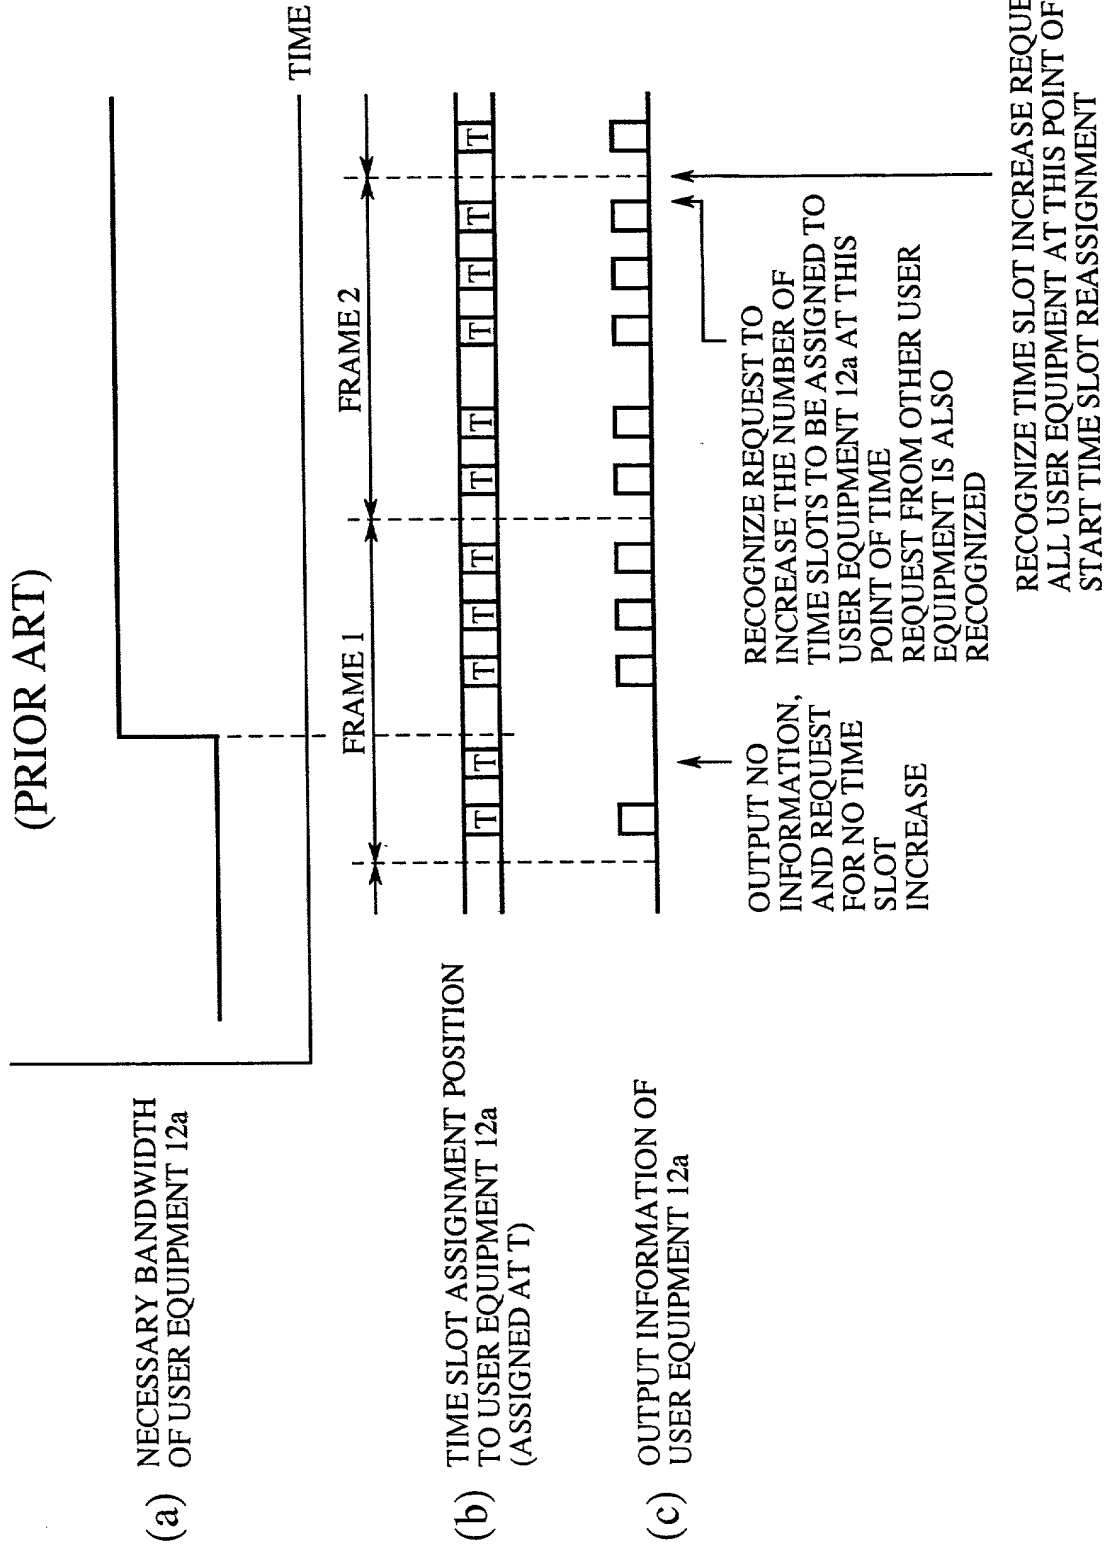 (PRIOR ART)
(a) NECESSARY BANDWIDTH
OF USER EQUIPMENT 12a
TIME
FRAME 1
FRAME 2
(b) TIME SLOT ASSIGNMENT POSITION
TO USER EQUIPMENT 12a
(ASSIGNED AT T)
T T T T T T T T T T T
(c) OUTPUT INFORMATION OF
USER EQUIPMENT 12a
OUTPUT NO
INFORMATION,
AND REQUEST
FOR NO TIME
SLOT
INCREASE
RECOGNIZE REQUEST TO
INCREASE THE NUMBER OF
TIME SLOTS TO BE ASSIGNED TO
USER EQUIPMENT 12a AT THIS
POINT OF TIME
REQUEST FROM OTHER USER
EQUIPMENT IS ALSO
RECOGNIZED
RECOGNIZE TIME SLOT INCREASE REQUE
ALL USER EQUIPMENT AT THIS POINT OF
START TIME SLOT REASSIGNMENT